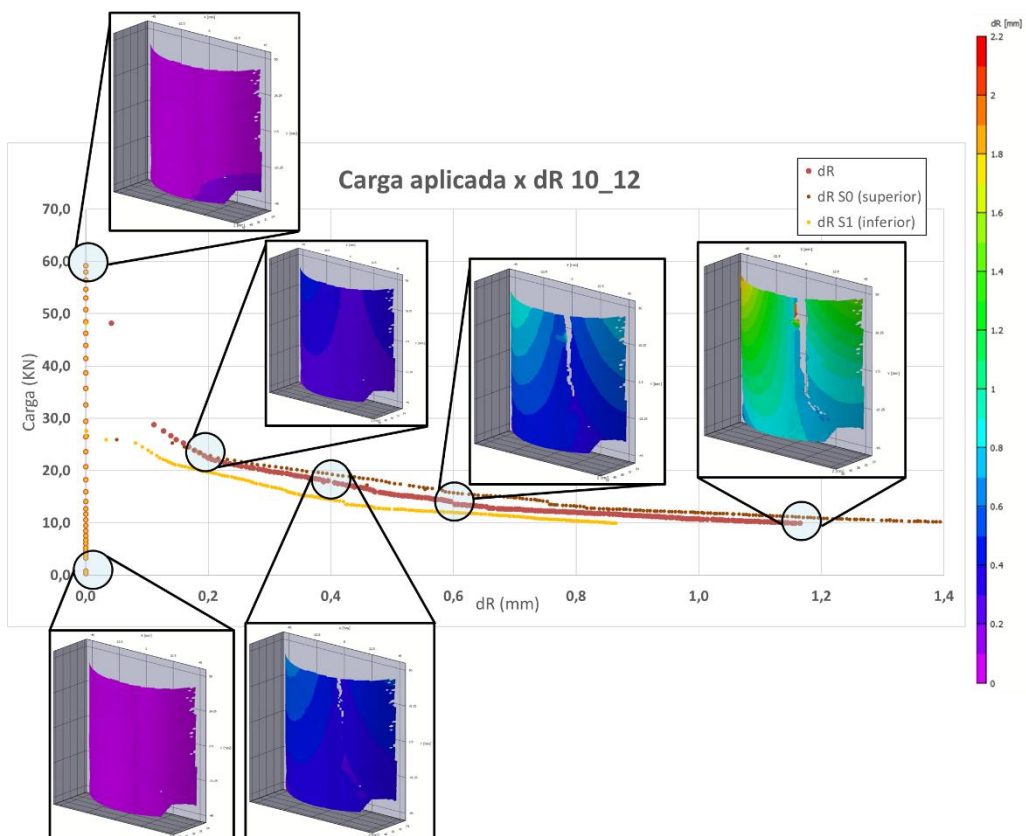 dR [mm]
2.2
2
1.8
1.6
1.4
1.2
1
0.8
0.6
0.4
0.2
0
Carga aplicada x dR 10_12
dR
dR S0 (superior)
dR S1 (inferior)
Carga (KN)
70,0
60,0
50,0
40,0
30,0
20,0
10,0
0,0
0,0 0,2 0,4 0,6 0,8 1,0 1,2 1,4
dR (mm)